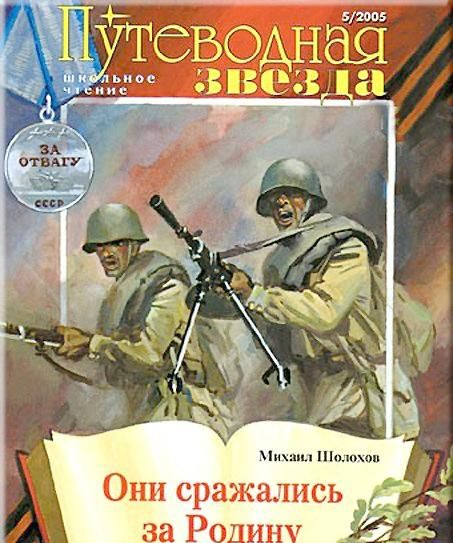 5/2005
Путеводная
школьное
чтение
звезда
ЗА
ОТВАГУ
СССР
Михаил Шолохов
Они сражались
за Родину